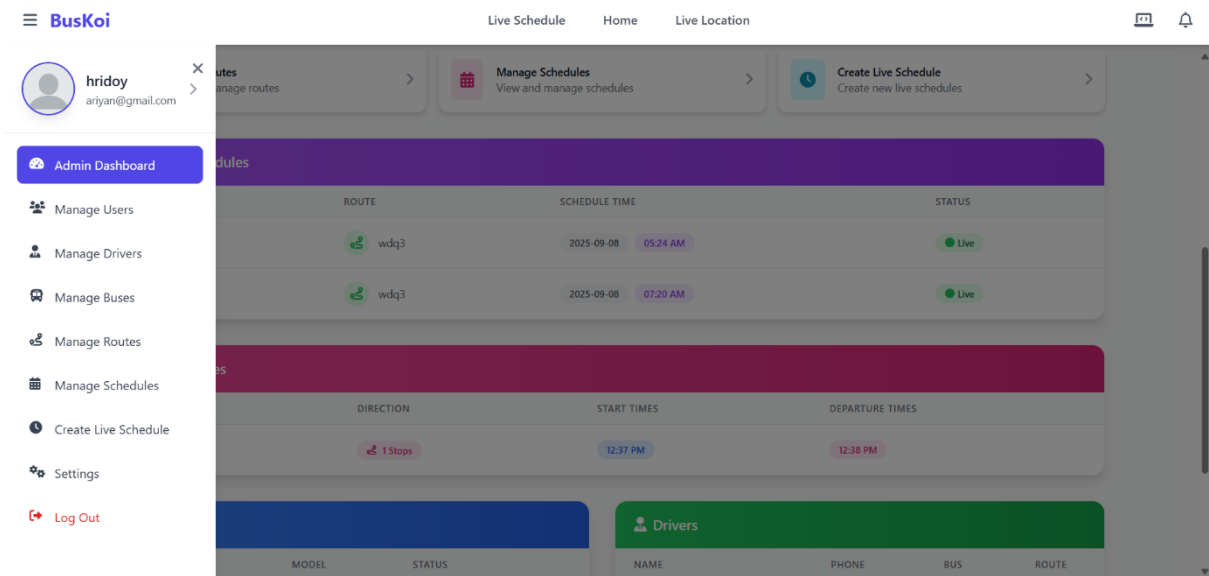 BusKoi
Live Schedule Home Live Location
hridoy
ariyan@gmail.com
Admin Dashboard
Manage Users
Manage Drivers
Manage Buses
Manage Routes
Manage Schedules
Create Live Schedule
Settings
Log Out
utes
anage routes
Manage Schedules
View and manage schedules
Create Live Schedule
Create new live schedules
dules
ROUTE SCHEDULE TIME STATUS
wdq3 2025-09-08 05:24 AM Live
wdq3 2025-09-08 07:20 AM Live
es
DIRECTION START TIMES DEPARTURE TIMES
1 Stops 12:37 PM 12:38 PM
MODEL STATUS
Drivers
NAME PHONE BUS ROUTE